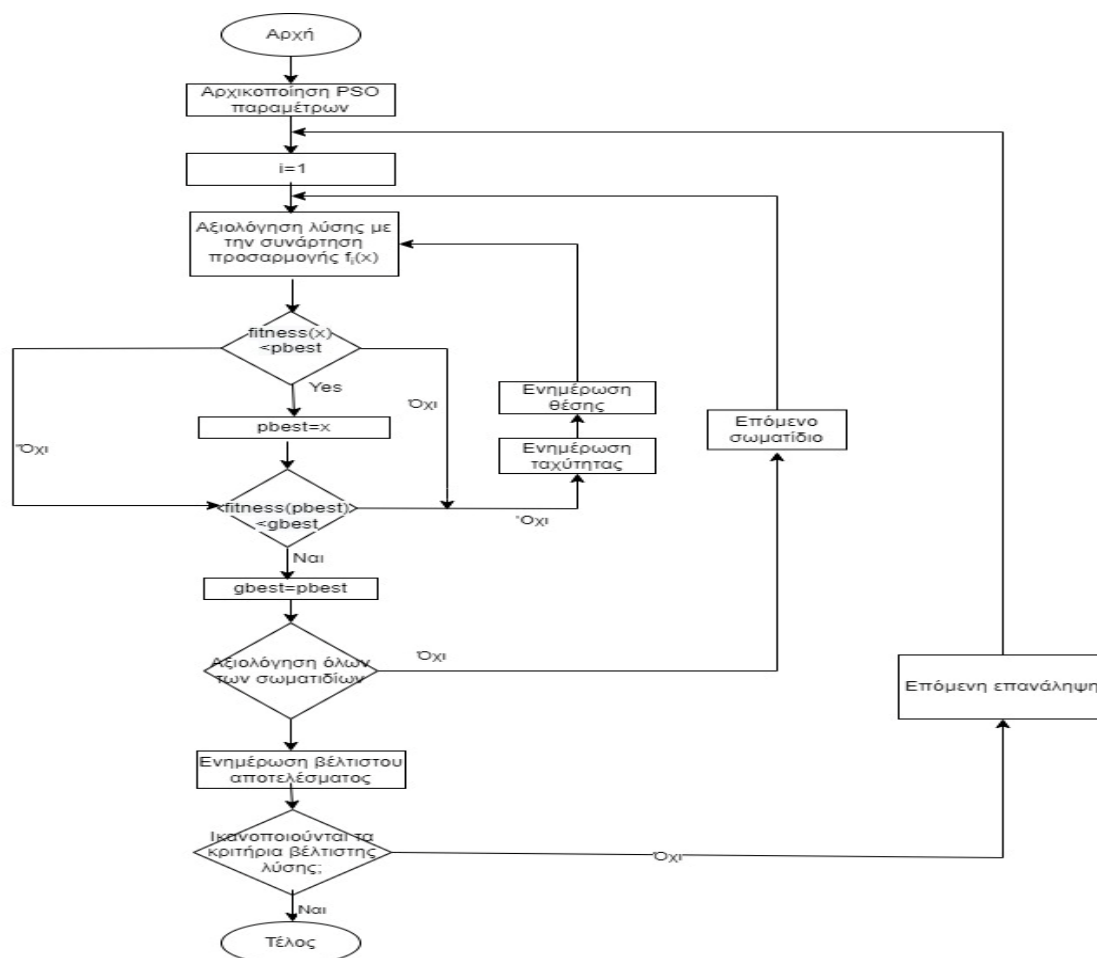 Αρχή
Αρχικοποίηση PSO
παραμέτρων
i=1
Αξιολόγηση λύσης με
την συνάρτηση
προσαρμογής fᵢ(x)
fitness(x)
<pbest
Yes
Όχι
Όχι
pbest=x
Ενημέρωση
θέσης
Ενημέρωση
ταχύτητας
Επόμενο
σωματίδιο
fitness(pbest)
<gbest
Όχι
Ναι
gbest=pbest
Αξιολόγηση όλων
των σωματιδίων
Όχι
Επόμενη επανάληψη
Ενημέρωση βέλτιστου
αποτελέσματος
Ικανοποιούνται τα
κριτήρια βέλτιστης
λύσης;
Όχι
Ναι
Τέλος